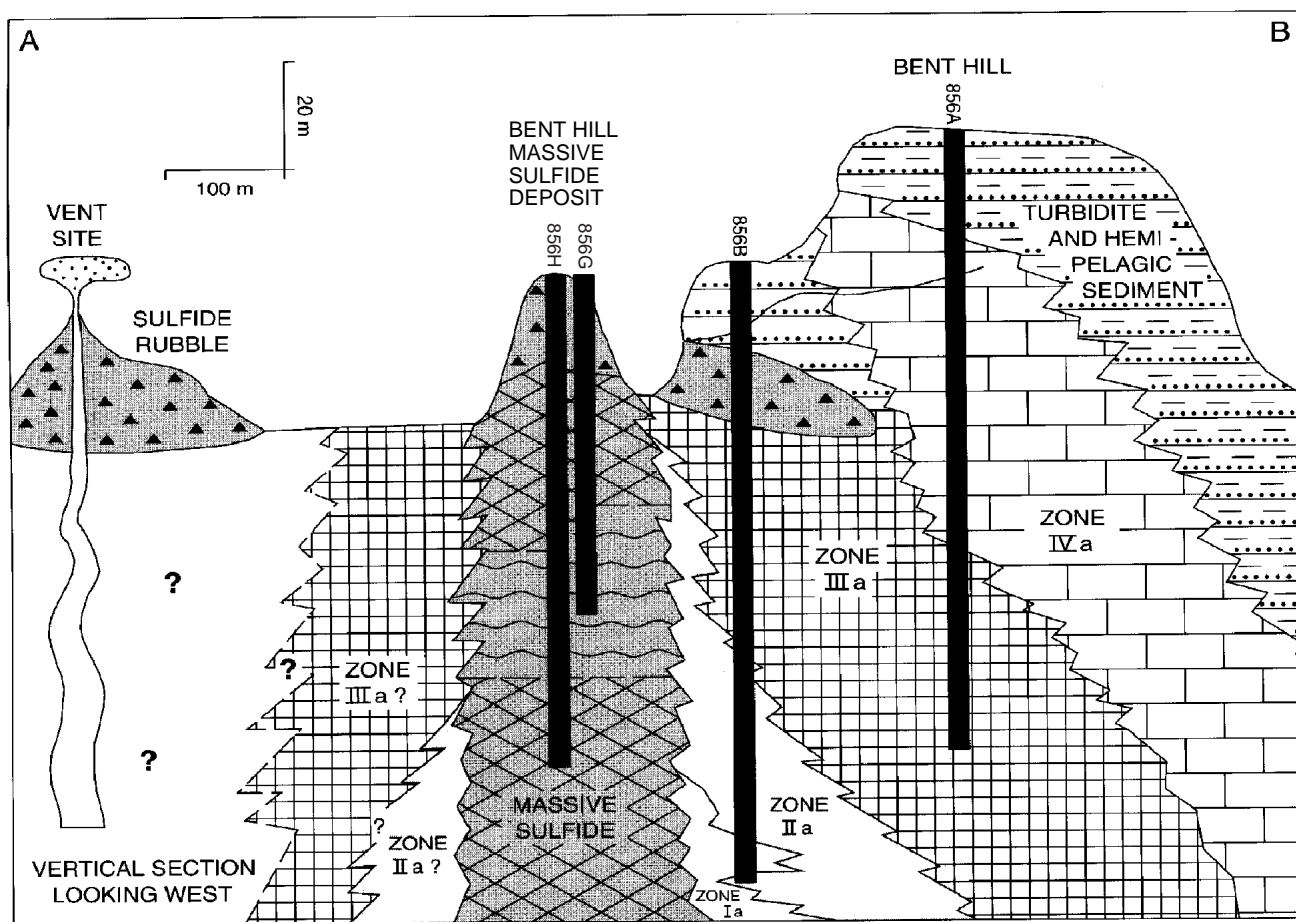 A
B
20 m
100 m
BENT HILL
856A
BENT HILL
MASSIVE
SULFIDE
DEPOSIT
856H
856G
856B
VENT
SITE
SULFIDE
RUBBLE
TURBIDITE
AND HEMI -
PELAGIC
SEDIMENT
ZONE
IV a
ZONE
III a
?
?
ZONE
III a ?
?
MASSIVE
SULFIDE
ZONE
II a
?
ZONE
II a ?
ZONE
I a
VERTICAL SECTION
LOOKING WEST